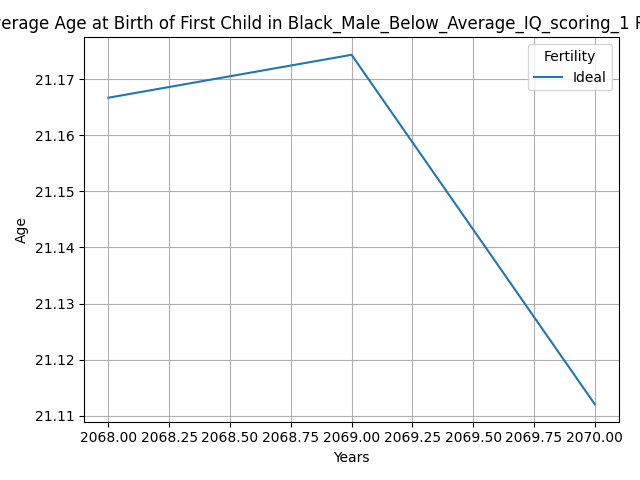 erage Age at Birth of First Child in Black_Male_Below_Average_IQ_scoring_1
Fertility
Ideal
21.17
21.16
21.15
21.14
21.13
21.12
21.11
Age
2068.00 2068.25 2068.50 2068.75 2069.00 2069.25 2069.50 2069.75 2070.00
Years